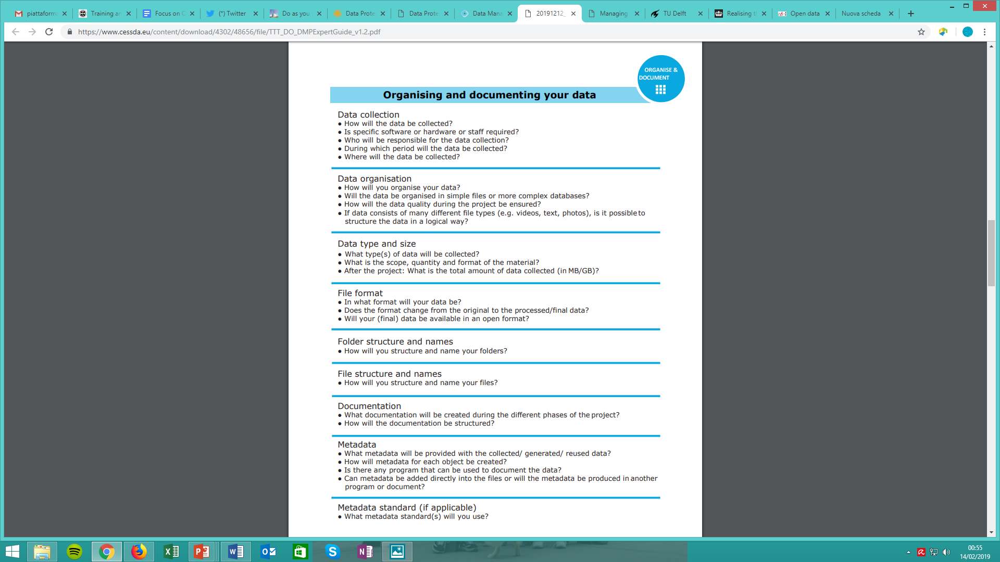 piattaforma
Training an
Focus on C
(*) Twitter
Do as you
Data Prote
Data Prote
Data Mana
20191212_
Managing
TU Delft
Realising t
Open data
Nuova scheda
https://www.cessda.eu/content/download/4302/48656/file/TTT_DO_DMPExpertGuide_v1.2.pdf
ORGANISE &
DOCUMENT
Organising and documenting your data
Data collection
● How will the data be collected?
● Is specific software or hardware or staff required?
● Who will be responsible for the data collection?
● During which period will the data be collected?
● Where will the data be collected?
Data organisation
● How will you organise your data?
● Will the data be organised in simple files or more complex databases?
● How will the data quality during the project be ensured?
● If data consists of many different file types (e.g. videos, text, photos), is it possible to
structure the data in a logical way?
Data type and size
● What type(s) of data will be collected?
● What is the scope, quantity and format of the material?
● After the project: What is the total amount of data collected (in MB/GB)?
File format
● In what format will your data be?
● Does the format change from the original to the processed/final data?
● Will your (final) data be available in an open format?
Folder structure and names
● How will you structure and name your folders?
File structure and names
● How will you structure and name your files?
Documentation
● What documentation will be created during the different phases of the project?
● How will the documentation be structured?
Metadata
● What metadata will be provided with the collected/ generated/ reused data?
● How will metadata for each object be created?
● Is there any program that can be used to document the data?
● Can metadata be added directly into the files or will the metadata be produced in another
program or document?
Metadata standard (if applicable)
● What metadata standard(s) will you use?
00:55
14/02/2019